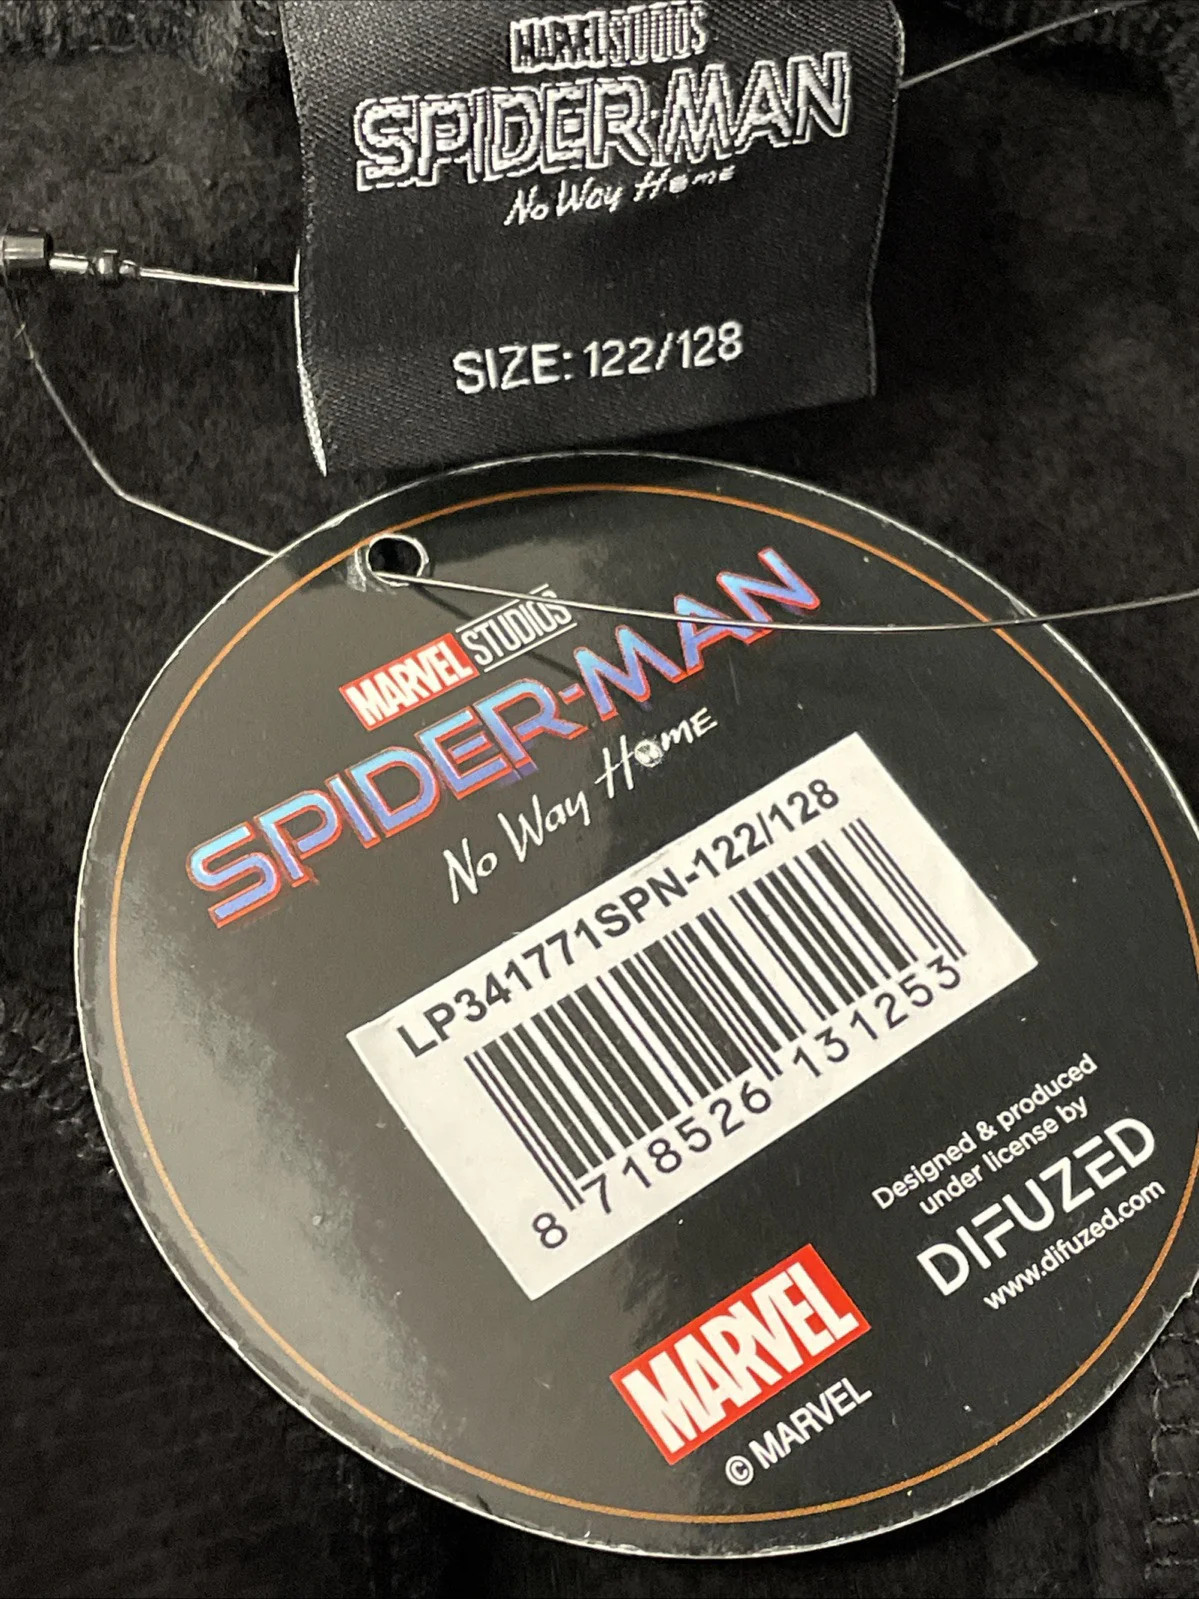 MARVEL STUDIOS
SPIDER-MAN
No Way Home
SIZE: 122/128
MARVEL STUDIOS
SPIDER-MAN
No Way Home
LP341771SPN-122/128
8 718526 131253
Designed & produced
under license by
DIFUZED
www.difuzed.com
MARVEL
© MARVEL